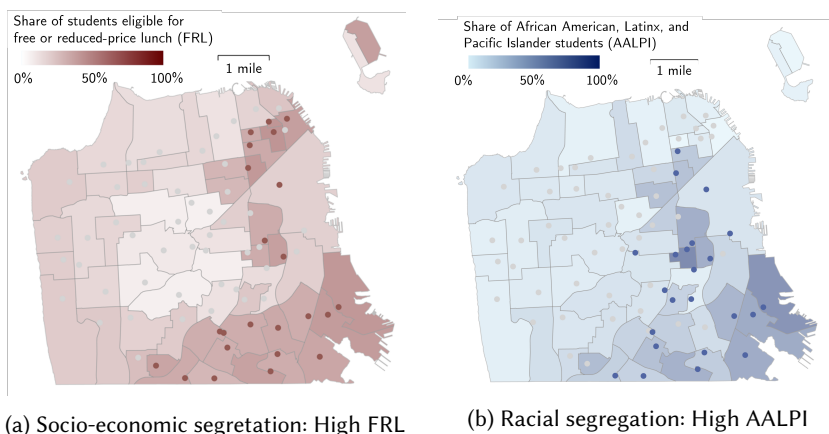 Share of students eligible for
free or reduced-price lunch (FRL)
0% 50% 100%
1 mile
(a) Socio-economic segretation: High FRL
Share of African American, Latinx, and
Pacific Islander students (AALPI)
0% 50% 100%
1 mile
(b) Racial segregation: High AALPI